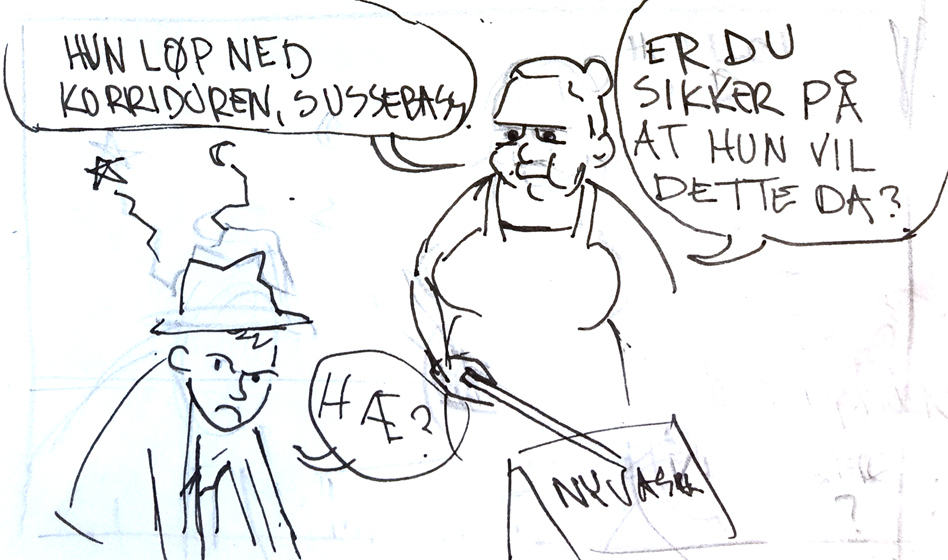 HUN LØP NED
KORRIDOREN, SUSSEBASS,
ER DU
SIKKER PÅ
AT HUN VIL
DETTE DA?
HÆ?
NYVASK